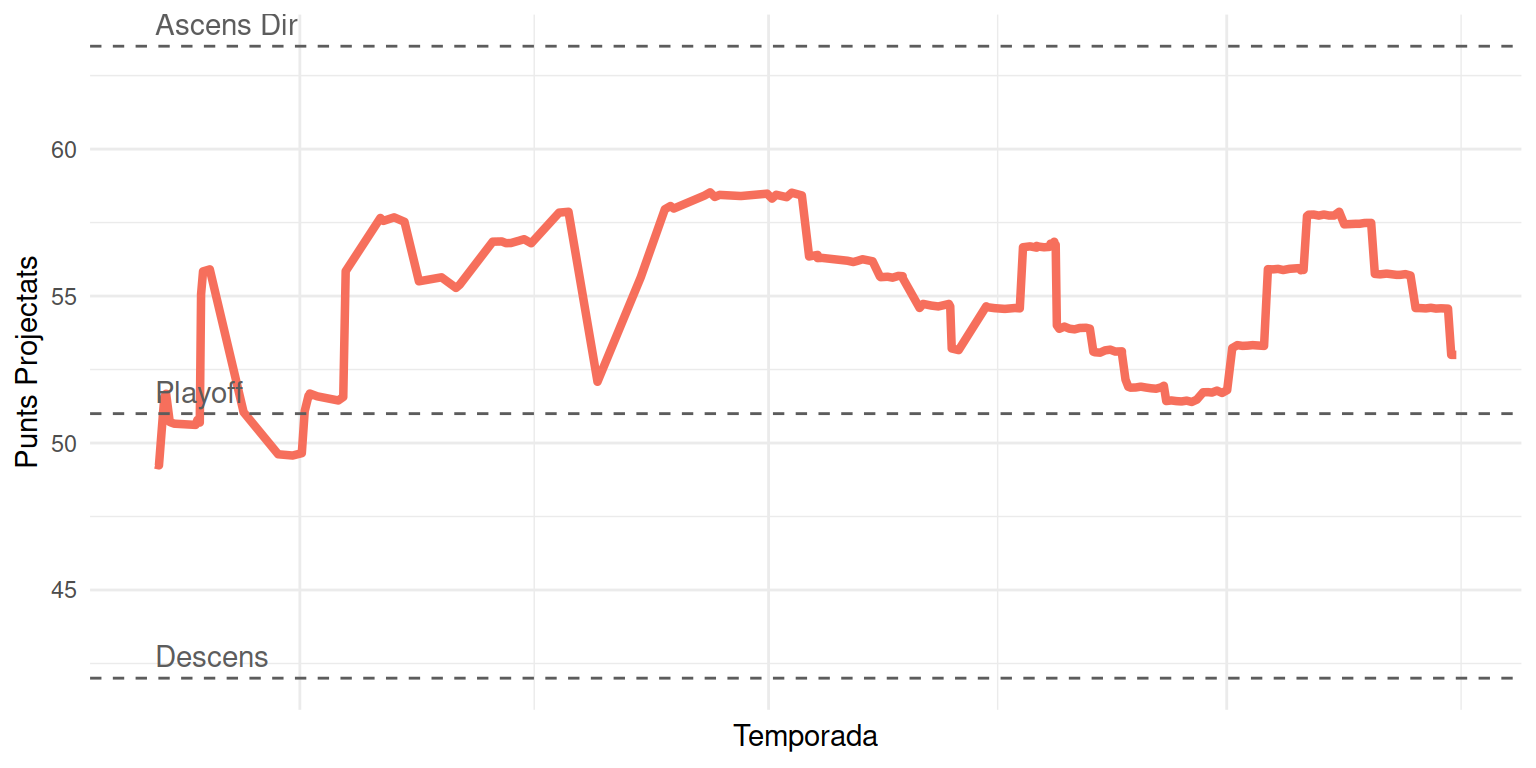 Ascens Dir
60
55
Playoff
50
45
Descens
Punts Projectats
Temporada